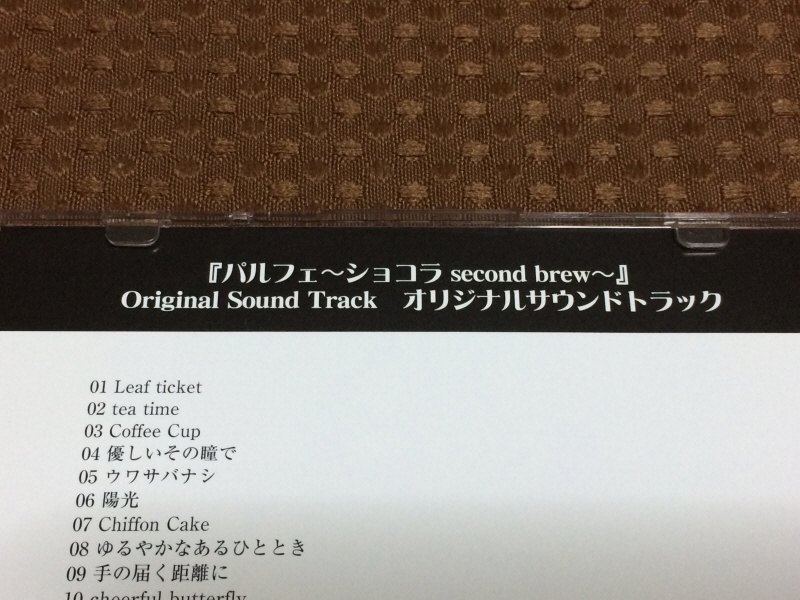 『パルフェ～ショコラ second brew～』
Original Sound Track　オリジナルサウンドトラック
01 Leaf ticket
02 tea time
03 Coffee Cup
04 優しいその瞳で
05 ウワサバナシ
06 陽光
07 Chiffon Cake
08 ゆるやかなあるひととき
09 手の届く距離に
10 cheerful butterfly